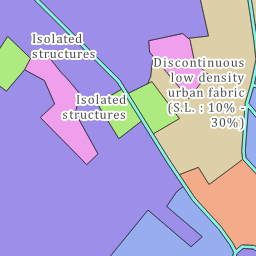 Isolated
structures
Discontinuous
low density
urban fabric
(S.L. : 10% -
30%)
Isolated
structures